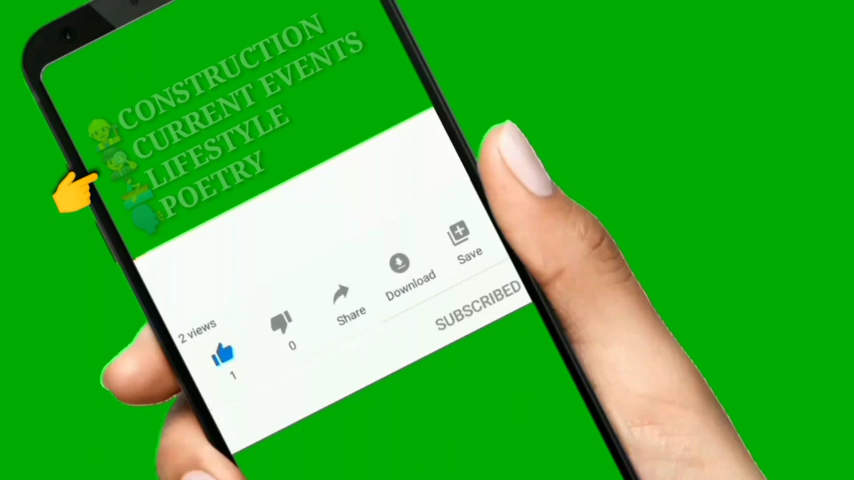 CONSTRUCTION
CURRENT EVENTS
LIFESTYLE
POETRY
2 views
1
0
Share
Download
Save
SUBSCRIBED